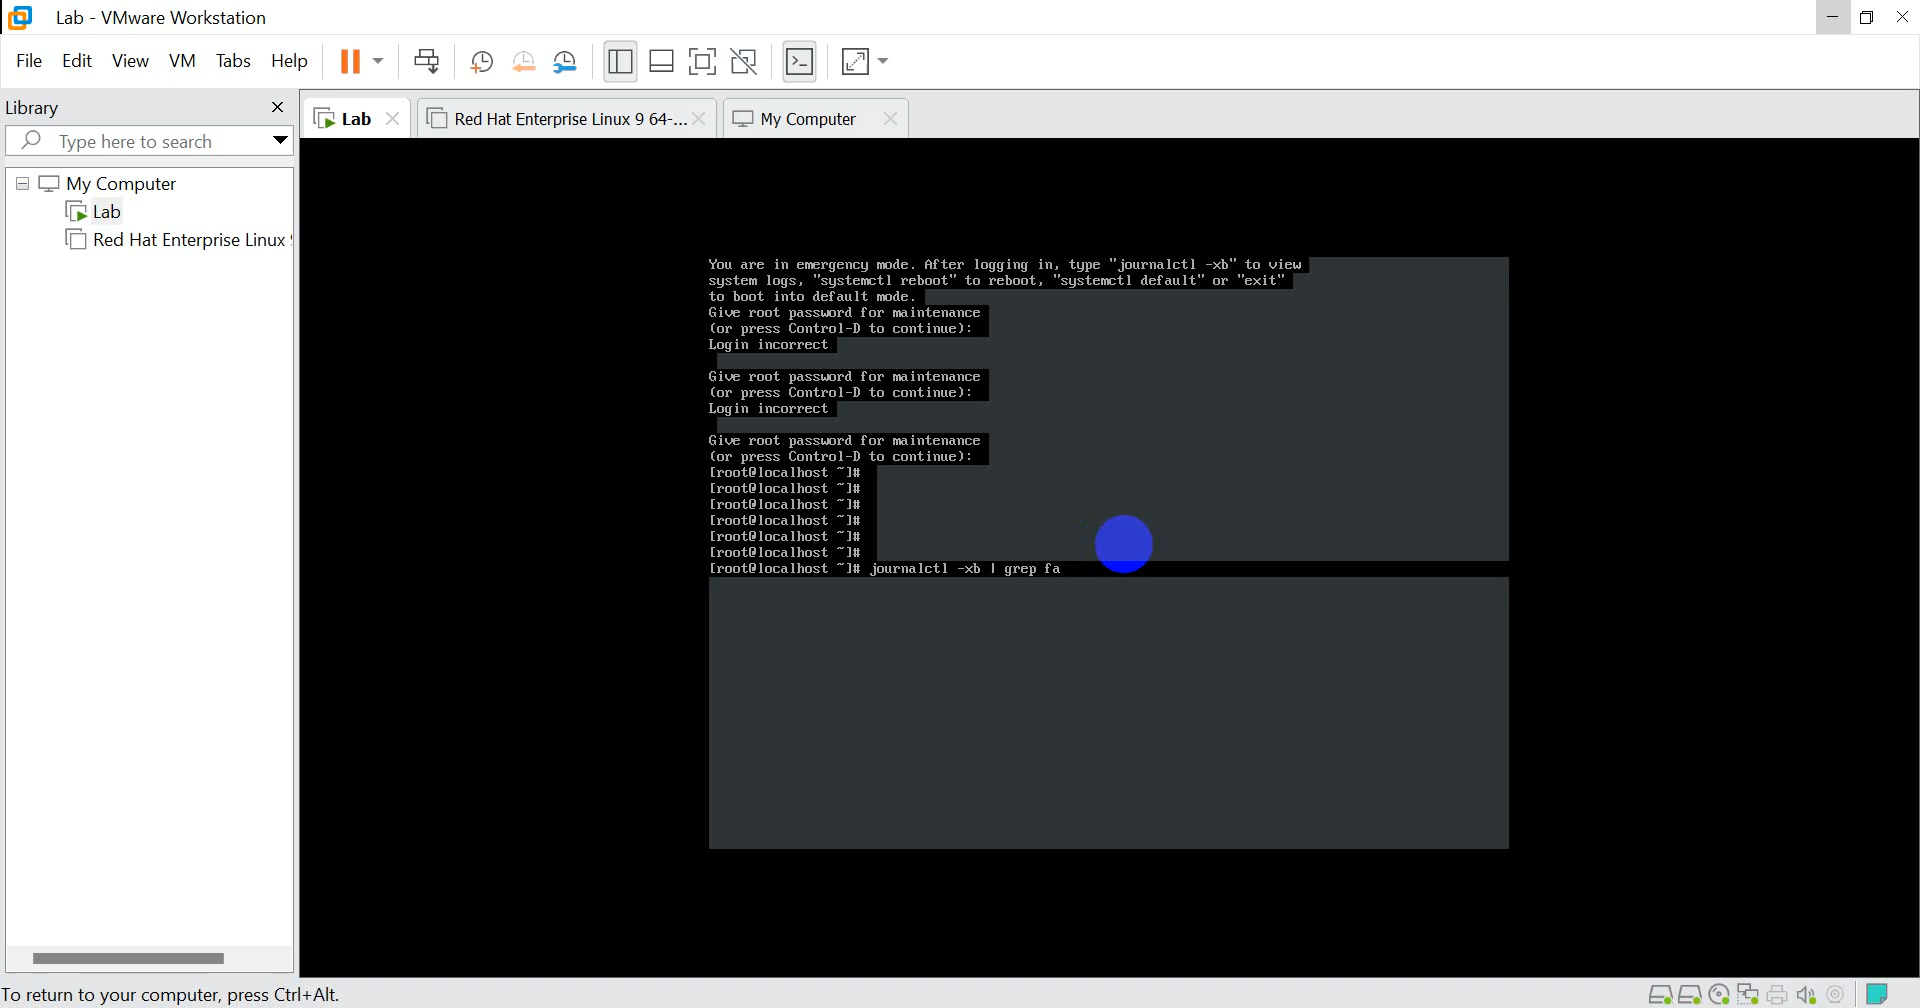 Lab - VMware Workstation
File Edit View VM Tabs Help
Library
Type here to search
My Computer
Lab
Red Hat Enterprise Linux
Lab
Red Hat Enterprise Linux 9 64-...
My Computer
You are in emergency mode. After logging in, type "journalctl -xb" to view
system logs, "systemctl reboot" to reboot, "systemctl default" or "exit"
to boot into default mode.
Give root password for maintenance
(or press Control-D to continue):
Login incorrect
Give root password for maintenance
(or press Control-D to continue):
Login incorrect
Give root password for maintenance
(or press Control-D to continue):
[root@localhost ~]#
[root@localhost ~]#
[root@localhost ~]#
[root@localhost ~]#
[root@localhost ~]#
[root@localhost ~]#
[root@localhost ~]# journalctl -xb | grep fa
To return to your computer, press Ctrl+Alt.